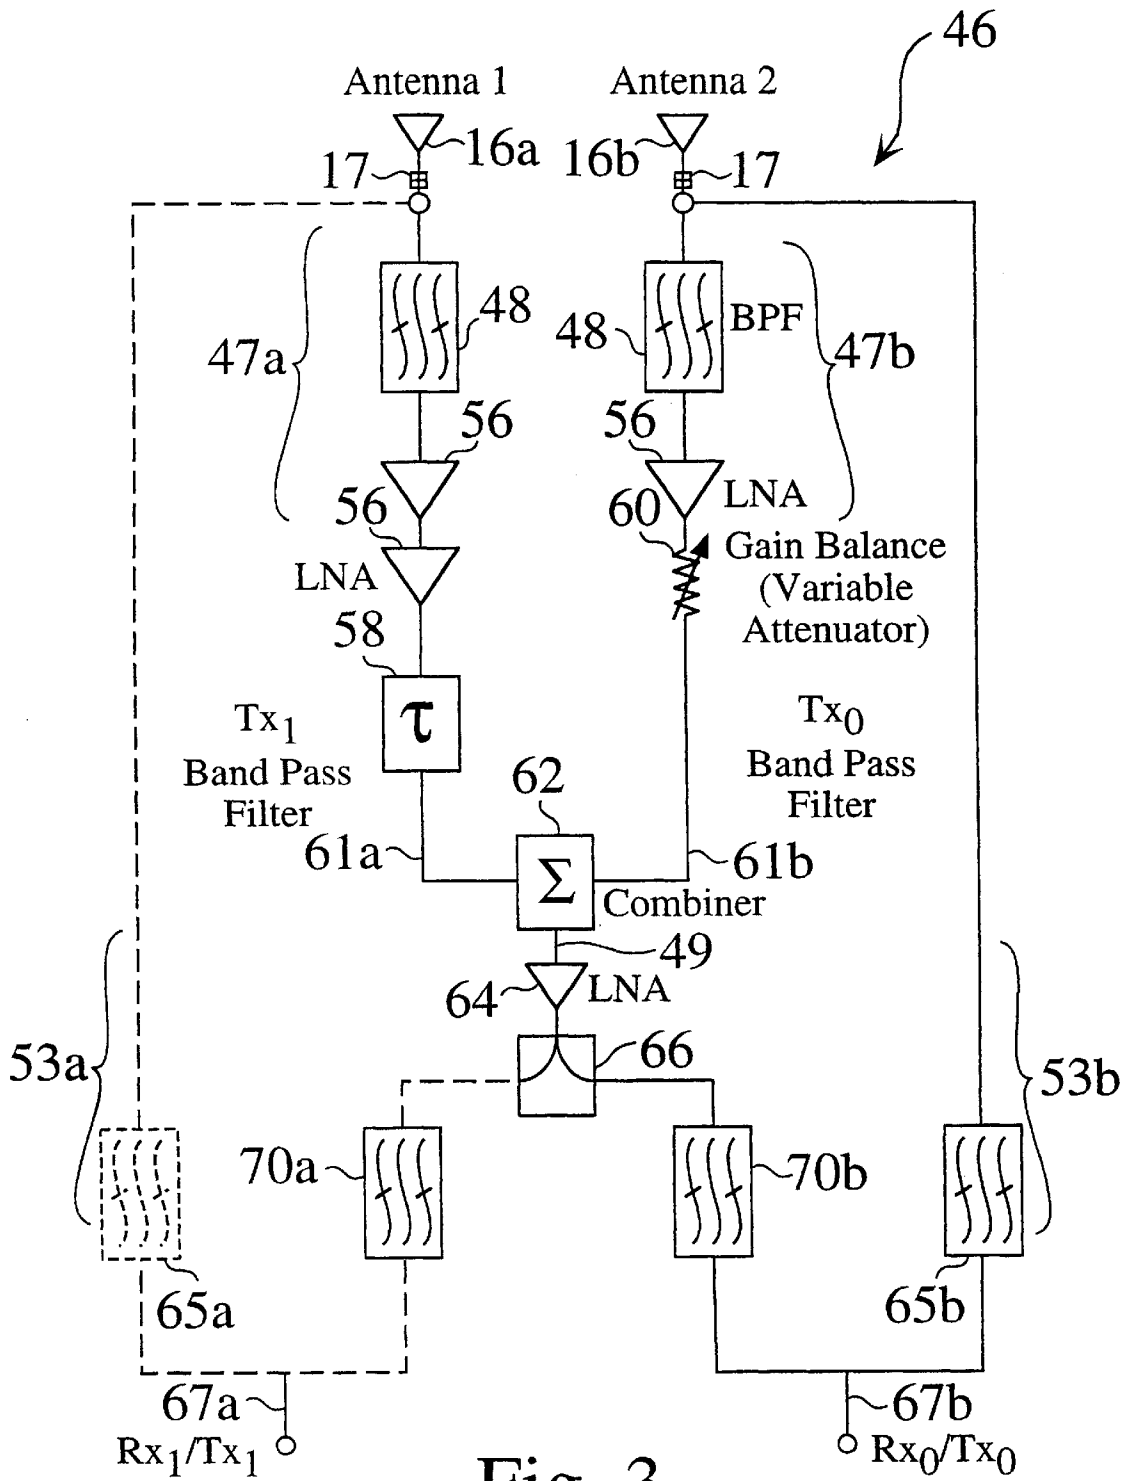 46
Antenna 1
Antenna 2
16a
16b
17
17
48
48
BPF
47a
47b
56
56
LNA
60
56
LNA
Gain Balance
(Variable
Attenuator)
58
τ
Tx1
Band Pass
Filter
Tx0
Band Pass
Filter
62
61a
61b
Σ
Combiner
49
64
LNA
66
53a
53b
70a
70b
65a
65b
67a
67b
Rx1/Tx1
Rx0/Tx0
Fig. 3